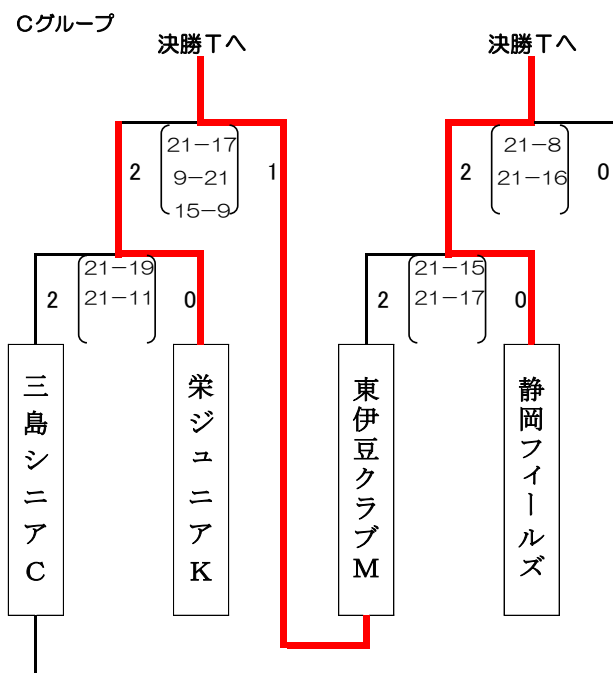 Cグループ
決勝Tへ
決勝Tへ
2
21-17
9-21
15-9
1
2
21-8
21-16
0
2
21-19
21-11
0
2
21-15
21-17
0
三島シニアC
栄ジュニアK
東伊豆クラブM
静岡フィールズ